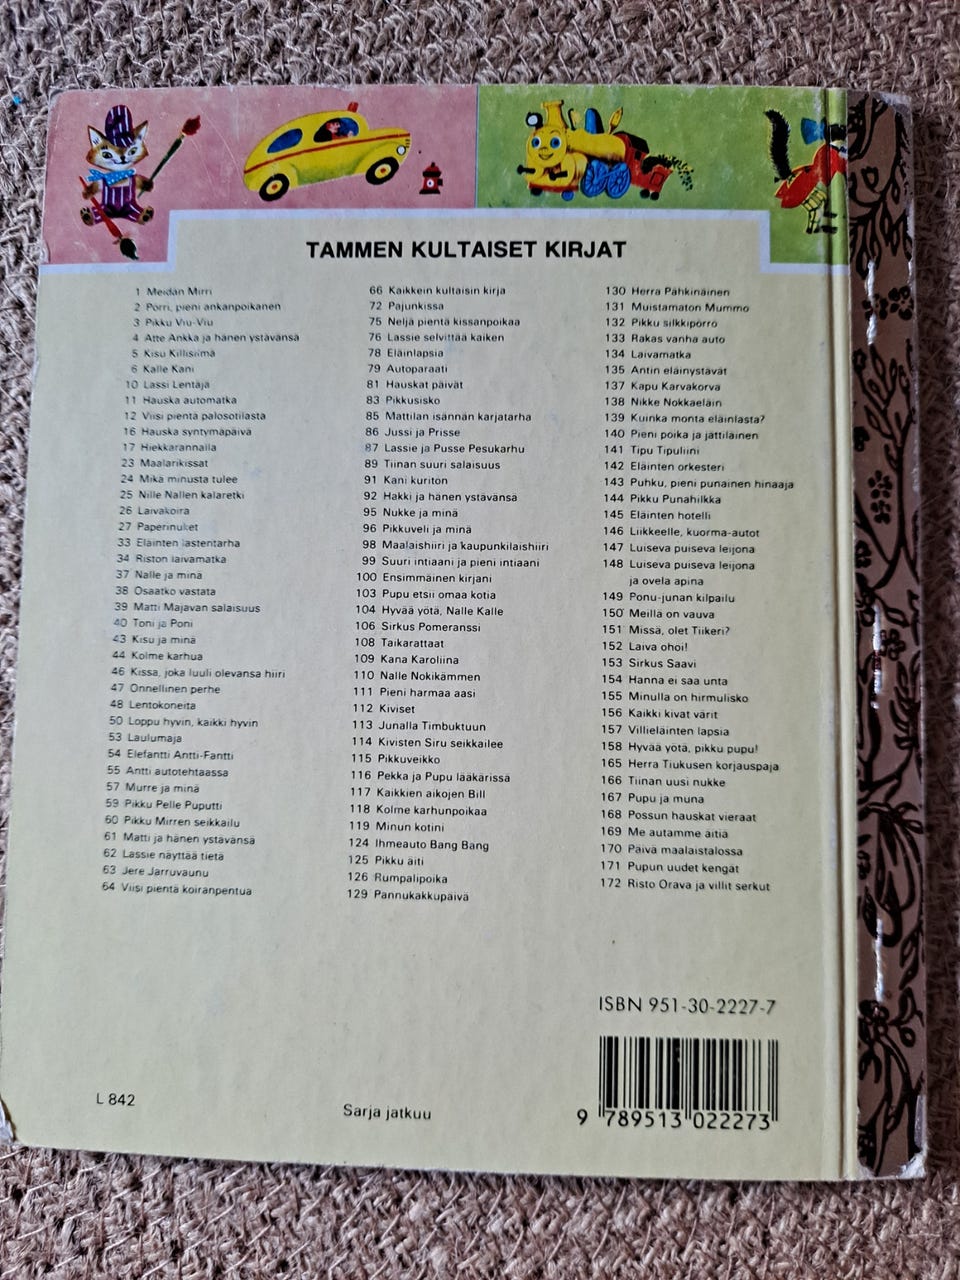 TAMMEN KULTAISET KIRJAT
1 Meidän Mirri
2 Pörri, pieni ankanpoikanen
3 Pikku Viu-Viu
4 Atte Ankka ja hänen ystävänsä
5 Kisu Killisilmä
6 Kalle Kani
10 Lassi Lentäjä
11 Hauska automatka
12 Viisi pientä palosotilasta
16 Hauska syntymäpäivä
17 Hiekkarannalla
23 Maalarikissat
24 Mikä minusta tulee
25 Nille Nallen kalaretki
26 Laivakoira
27 Paperinuket
33 Eläinten lastentarha
34 Riston laivamatka
37 Nalle ja minä
38 Osaatko vastata
39 Matti Majavan salaisuus
40 Toni ja Poni
43 Kisu ja minä
44 Kolme karhua
46 Kissa, joka luuli olevansa hiiri
47 Onnellinen perhe
48 Lentokoneita
50 Loppu hyvin, kaikki hyvin
53 Laulumaja
54 Elefantti Antti-Fantti
55 Antti autotehtaassa
57 Murre ja minä
59 Pikku Pelle Puputti
60 Pikku Mirren seikkailu
61 Matti ja hänen ystävänsä
62 Lassie näyttää tietä
63 Jere Jarruvaunu
64 Viisi pientä koiranpentua
66 Kaikkein kultaisin kirja
72 Pajunkissa
75 Neljä pientä kissanpoikaa
76 Lassie selvittää kaiken
78 Eläinlapsia
79 Autoparaati
81 Hauskat päivät
83 Pikkusisko
85 Mattilan isännän karjatarha
86 Jussi ja Prisse
87 Lassie ja Pusse Pesukarhu
89 Tiinan suuri salaisuus
91 Kani kuriton
92 Hakki ja hänen ystävänsä
95 Nukke ja minä
96 Pikkuveli ja minä
98 Maalaishiiri ja kaupunkilaishiiri
99 Suuri intiaani ja pieni intiaani
100 Ensimmäinen kirjani
103 Pupu etsii omaa kotia
104 Hyvää yötä, Nalle Kalle
106 Sirkus Pomeranssi
108 Taikarattaat
109 Kana Karoliina
110 Nalle Nokikämmen
111 Pieni harmaa aasi
112 Kiviset
113 Junalla Timbuktuun
114 Kivisten Siru seikkailee
115 Pikkuveikko
116 Pekka ja Pupu lääkärissä
117 Kaikkien aikojen Bill
118 Kolme karhunpoikaa
119 Minun kotini
124 Ihmeauto Bang Bang
125 Pikku äiti
126 Rumpalipoika
129 Pannukakkupäivä
130 Herra Pähkinäinen
131 Muistamaton Mummo
132 Pikku silkkipörrö
133 Rakas vanha auto
134 Laivamatka
135 Antin eläinystävät
137 Kapu Karvakorva
138 Nikke Nokkaeläin
139 Kuinka monta eläinlasta?
140 Pieni poika ja jättiläinen
141 Tipu Tipuliini
142 Eläinten orkesteri
143 Puhku, pieni punainen hinaaja
144 Pikku Punahilkka
145 Eläinten hotelli
146 Liikkeelle, kuorma-autot
147 Luiseva puiseva leijona
148 Luiseva puiseva leijona
ja ovela apina
149 Ponu-junan kilpailu
150 Meillä on vauva
151 Missä, olet Tiikeri?
152 Laiva ohoi!
153 Sirkus Saavi
154 Hanna ei saa unta
155 Minulla on hirmulisko
156 Kaikki kivat värit
157 Villieläinten lapsia
158 Hyvää yötä, pikku pupu!
165 Herra Tiukusen korjauspaja
166 Tiinan uusi nukke
167 Pupu ja muna
168 Possun hauskat vieraat
169 Me autamme äitiä
170 Päivä maalaistalossa
171 Pupun uudet kengät
172 Risto Orava ja villit serkut
ISBN 951-30-2227-7
9 789513 022273
L 842
Sarja jatkuu